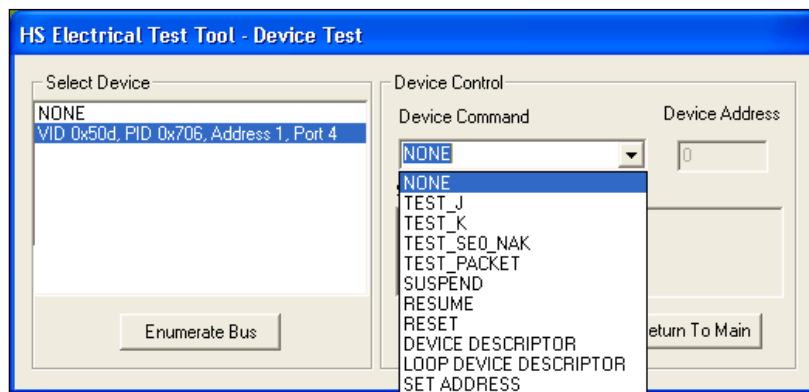 HS Electrical Test Tool - Device Test
Select Device
NONE
VID 0x50d, PID 0x706, Address 1, Port 4
Enumerate Bus
Device Control
Device Command
Device Address
NONE
0
NONE
TEST_J
TEST_K
TEST_SE0_NAK
TEST_PACKET
SUSPEND
RESUME
RESET
DEVICE DESCRIPTOR
LOOP DEVICE DESCRIPTOR
SET ADDRESS
eturn To Main